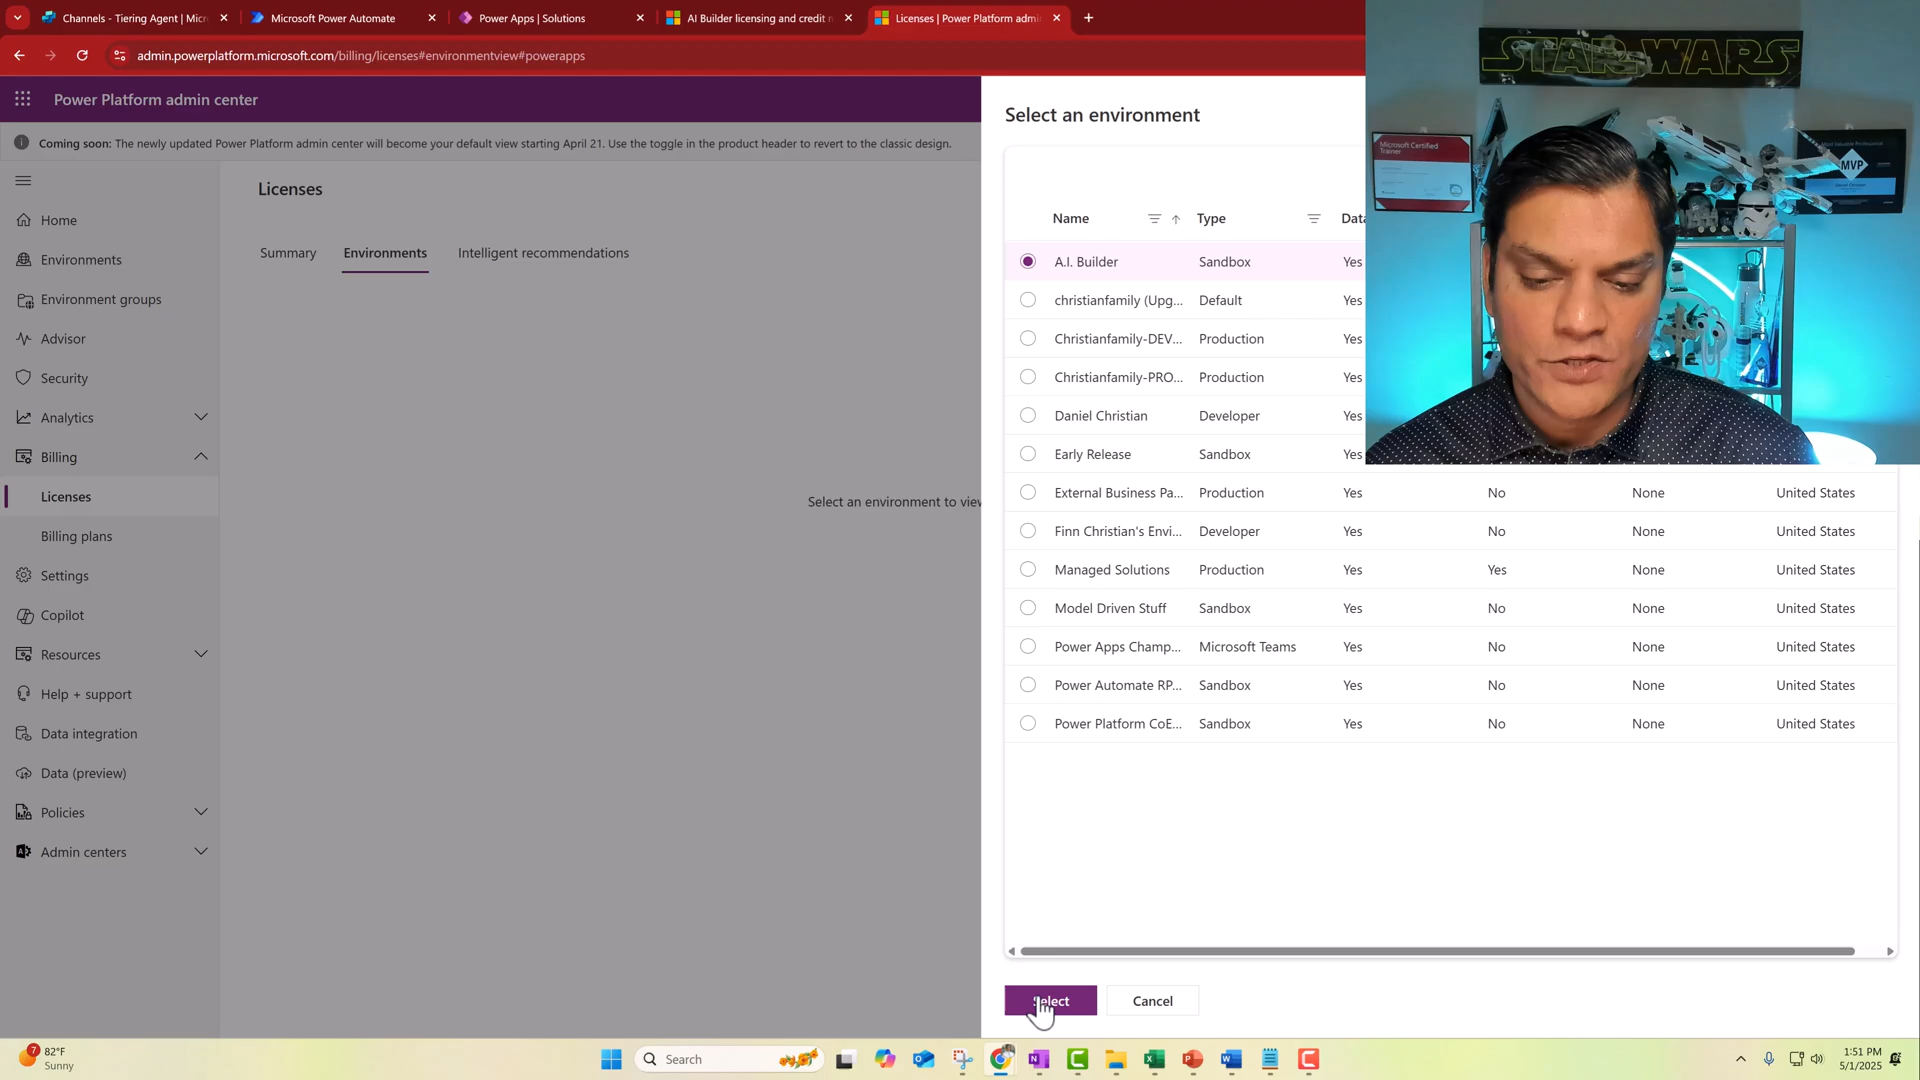 Channels - Tiering Agent | Micr
Microsoft Power Automate
Power Apps | Solutions
AI Builder licensing and credit m
Licenses | Power Platform admi
admin.powerplatform.microsoft.com/billing/licenses#environmentview#powerapps
Power Platform admin center
Coming soon: The newly updated Power Platform admin center will become your default view starting April 21. Use the toggle in the product header to revert to the classic design.
Home
Environments
Environment groups
Advisor
Security
Analytics
Billing
Licenses
Billing plans
Settings
Copilot
Resources
Help + support
Data integration
Data (preview)
Policies
Admin centers
Licenses
Summary Environments Intelligent recommendations
Select an environment to view
Select an environment
Name Type Data
A.I. Builder Sandbox Yes
christianfamily (Upg... Default Yes
Christianfamily-DEV... Production Yes
Christianfamily-PRO... Production Yes
Daniel Christian Developer Yes
Early Release Sandbox Yes
External Business Pa... Production Yes No None United States
Finn Christian's Envi... Developer Yes No None United States
Managed Solutions Production Yes Yes None United States
Model Driven Stuff Sandbox Yes No None United States
Power Apps Champ... Microsoft Teams Yes No None United States
Power Automate RP... Sandbox Yes No None United States
Power Platform CoE... Sandbox Yes No None United States
Select Cancel
STAR WARS
Microsoft Certified
Trainer
MVP
7
82°F
Sunny
Search
1:51 PM
5/1/2025